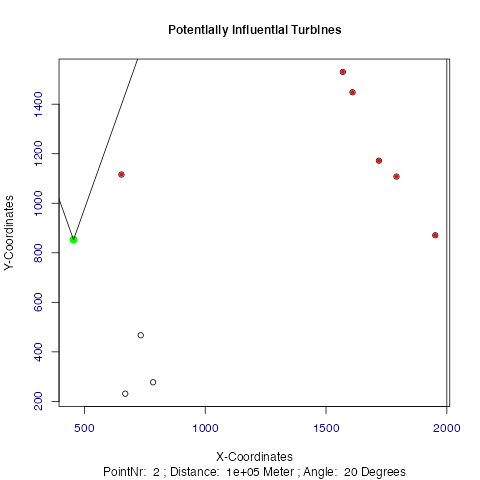 Potentially Influential Turbines
Y-Coordinates
1400
1200
1000
800
600
400
200
500 1000 1500 2000
X-Coordinates
PointNr: 2 ; Distance: 1e+05 Meter ; Angle: 20 Degrees